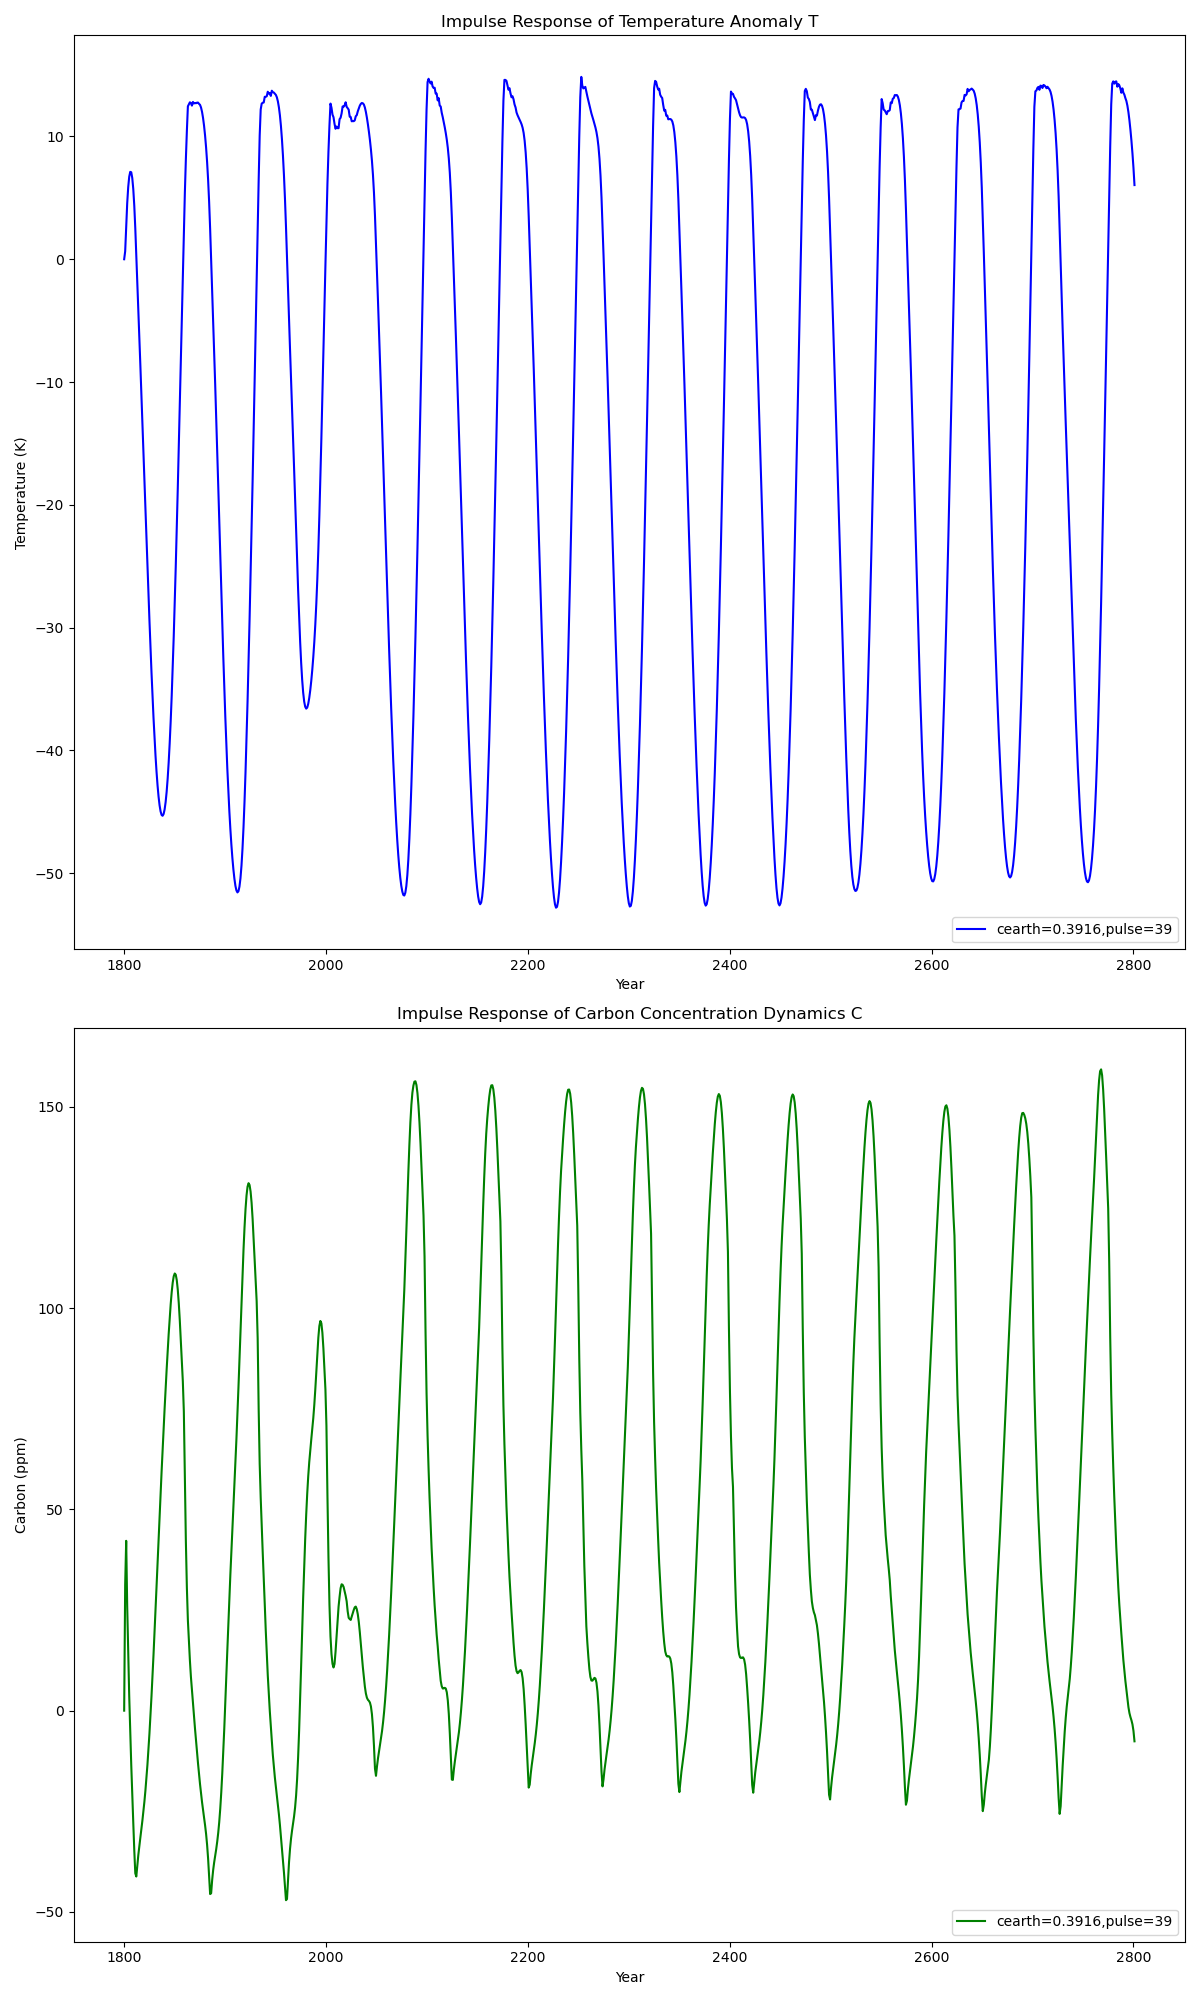 Impulse Response of Temperature Anomaly T
Temperature (K)
10
0
−10
−20
−30
−40
−50
cearth=0.3916,pulse=39
1800 2000 2200 2400 2600 2800
Year
Impulse Response of Carbon Concentration Dynamics C
Carbon (ppm)
150
100
50
0
−50
cearth=0.3916,pulse=39
1800 2000 2200 2400 2600 2800
Year